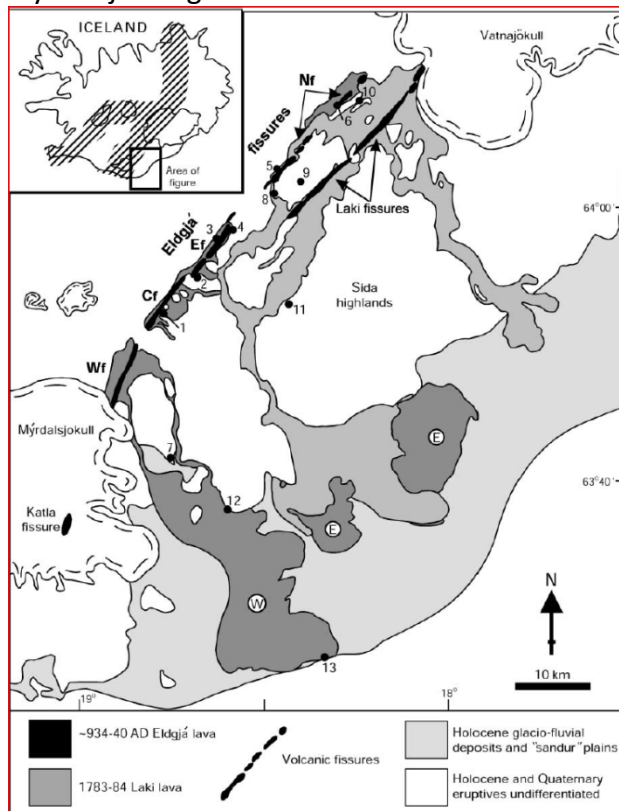 ICELAND
Area of
figure
Vatnajökull
Nf
10
6
fissures
5
9
8
Laki fissures
64°00'
Eldgjá
3
4
Ef
2
Cf
1
11
Sida
highlands
Wf
Mýrdalsjokull
E
7
63°40'
12
Katla
fissure
E
W
N
13
10 km
19°
18°
~934-40 AD Eldgjá lava
1783-84 Laki lava
Volcanic fissures
Holocene glacio-fluvial
deposits and "sandur" plains
Holocene and Quaternary
eruptives undifferentiated